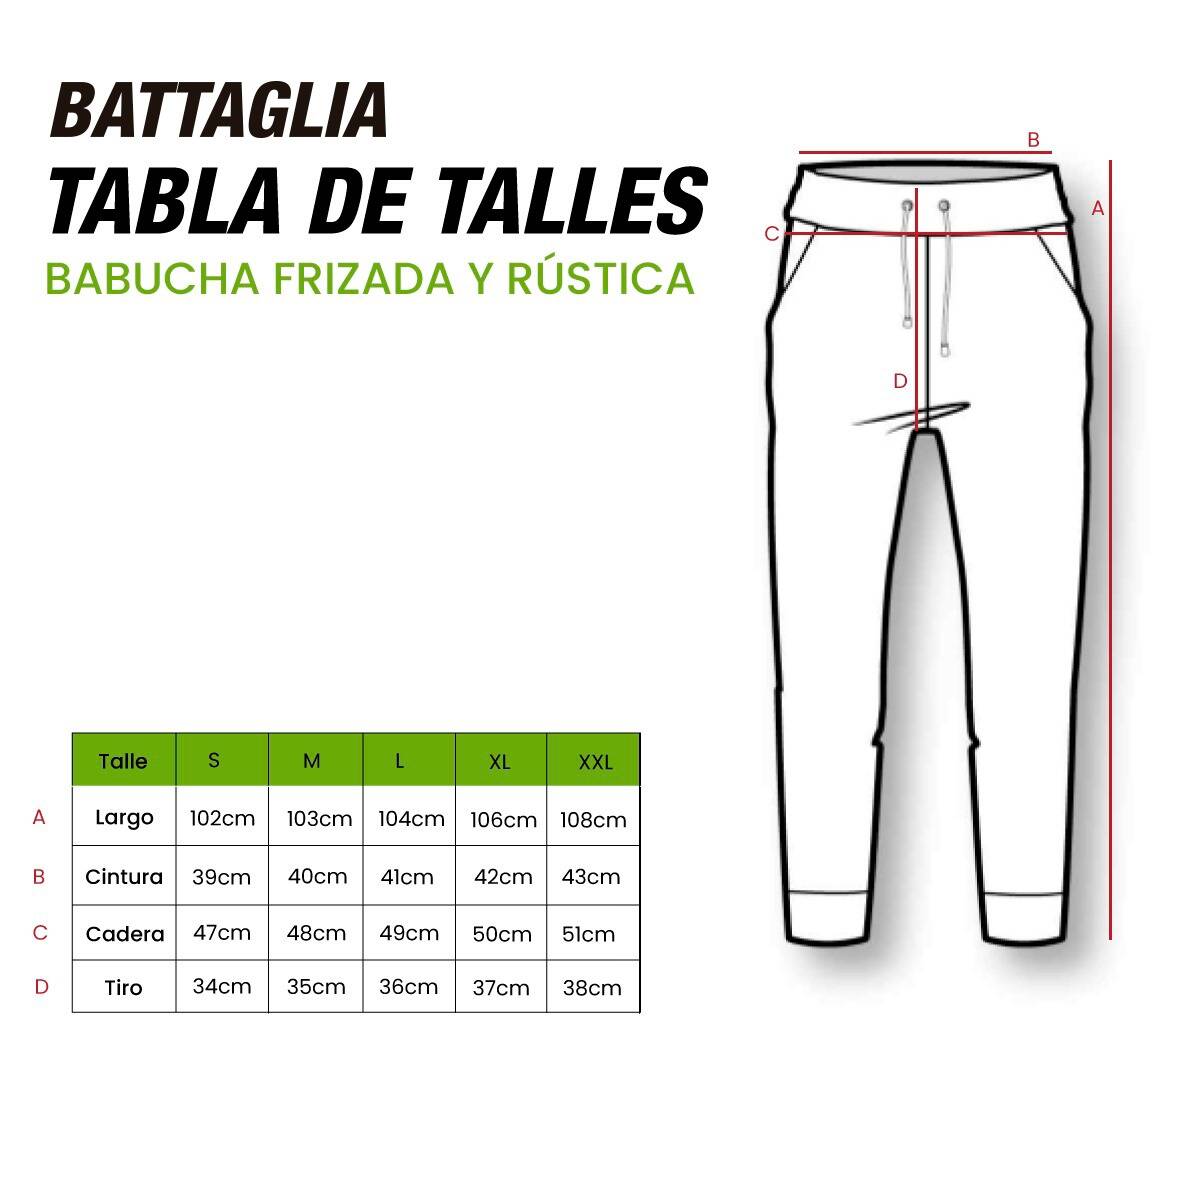 BATTAGLIA
TABLA DE TALLES
BABUCHA FRIZADA Y RÚSTICA
B
A
C
D
Talle S M L XL XXL
A Largo 102cm 103cm 104cm 106cm 108cm
B Cintura 39cm 40cm 41cm 42cm 43cm
C Cadera 47cm 48cm 49cm 50cm 51cm
D Tiro 34cm 35cm 36cm 37cm 38cm